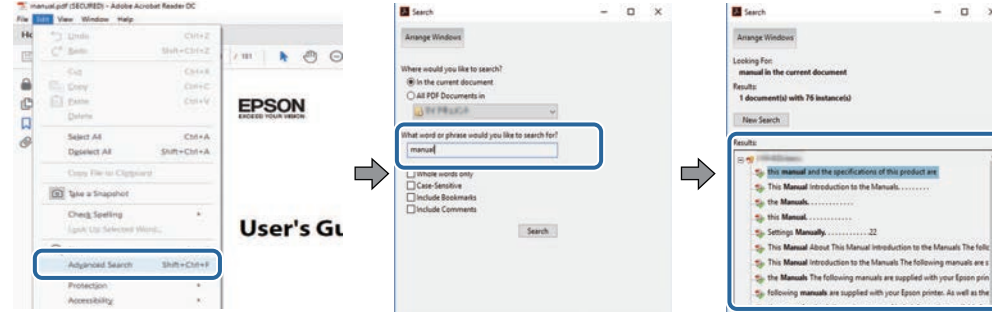 manual.pdf (SECURED) - Adobe Acrobat Reader DC
File Edit View Window Help
Undo Ctrl+Z
Redo Shift+Ctrl+Z
Cut Ctrl+X
Copy Ctrl+C
Paste Ctrl+V
Delete
Select All Ctrl+A
Deselect All Shift+Ctrl+A
Copy File to Clipboard
Take a Snapshot
Check Spelling
Look Up Selected Word...
Advanced Search Shift+Ctrl+F
Protection
Accessibility
/ 181
EPSON
EXCEED YOUR VISION
User's Gu
Search
Arrange Windows
Where would you like to search?
In the current document
All PDF Documents in
What word or phrase would you like to search for?
manual
Whole words only
Case-Sensitive
Include Bookmarks
Include Comments
Search
Search
Arrange Windows
Looking For:
manual in the current document
Results:
1 document(s) with 76 instance(s)
New Search
Results:
this manual and the specifications of this product are
This Manual Introduction to the Manuals. . . . . . . . .
the Manuals. . . . . . . . . . . . .
this Manual. . . . . . . . . . . . .
Settings Manually. . . . . . . . . . . . .22
This Manual About This Manual Introduction to the Manuals The follc
This Manual Introduction to the Manuals The following manuals are s
the Manuals The following manuals are supplied with your Epson prin
following manuals are supplied with your Epson printer. As well as the